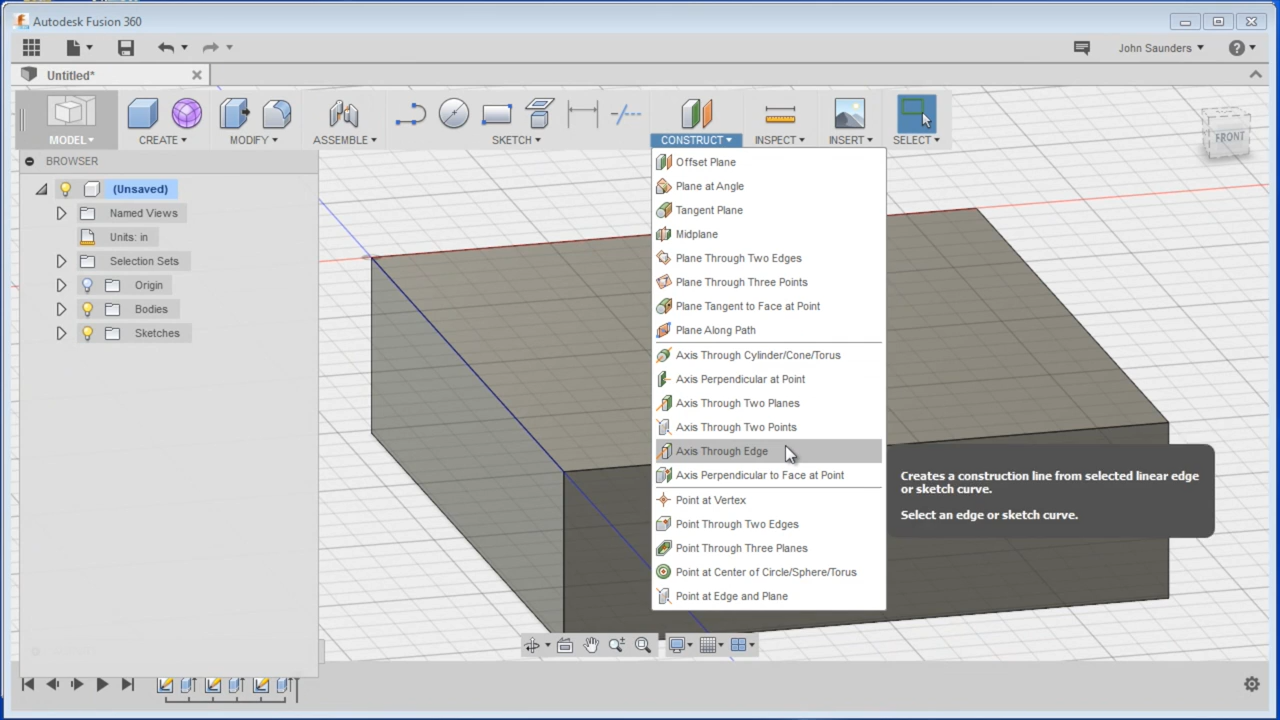 Autodesk Fusion 360
John Saunders
Untitled*
MODEL
CREATE
MODIFY
ASSEMBLE
SKETCH
CONSTRUCT
INSPECT
INSERT
SELECT
FRONT
BROWSER
(Unsaved)
Named Views
Units: in
Selection Sets
Origin
Bodies
Sketches
Offset Plane
Plane at Angle
Tangent Plane
Midplane
Plane Through Two Edges
Plane Through Three Points
Plane Tangent to Face at Point
Plane Along Path
Axis Through Cylinder/Cone/Torus
Axis Perpendicular at Point
Axis Through Two Planes
Axis Through Two Points
Axis Through Edge
Axis Perpendicular to Face at Point
Point at Vertex
Point Through Two Edges
Point Through Three Planes
Point at Center of Circle/Sphere/Torus
Point at Edge and Plane
Creates a construction line from selected linear edge
or sketch curve.
Select an edge or sketch curve.